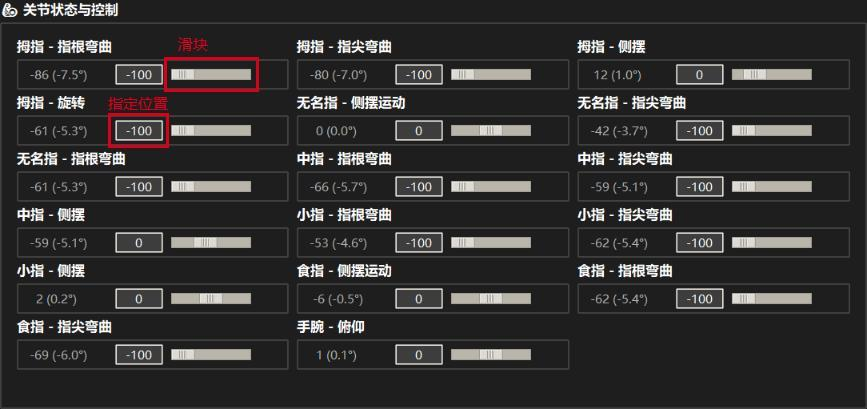 关节状态与控制
拇指 - 指根弯曲 滑块 拇指 - 指尖弯曲 拇指 - 侧摆
-86 (-7.5°) -100 -80 (-7.0°) -100 12 (1.0°) 0
拇指 - 旋转 指定位置 无名指 - 侧摆运动 无名指 - 指尖弯曲
-61 (-5.3°) -100 0 (0.0°) 0 -42 (-3.7°) -100
无名指 - 指根弯曲 中指 - 指根弯曲 中指 - 指尖弯曲
-61 (-5.3°) -100 -66 (-5.7°) -100 -59 (-5.1°) -100
中指 - 侧摆 小指 - 指根弯曲 小指 - 指尖弯曲
-59 (-5.1°) 0 -53 (-4.6°) -100 -62 (-5.4°) -100
小指 - 侧摆 食指 - 侧摆运动 食指 - 指根弯曲
2 (0.2°) 0 -6 (-0.5°) 0 -62 (-5.4°) -100
食指 - 指尖弯曲 手腕 - 俯仰
-69 (-6.0°) -100 1 (0.1°) 0